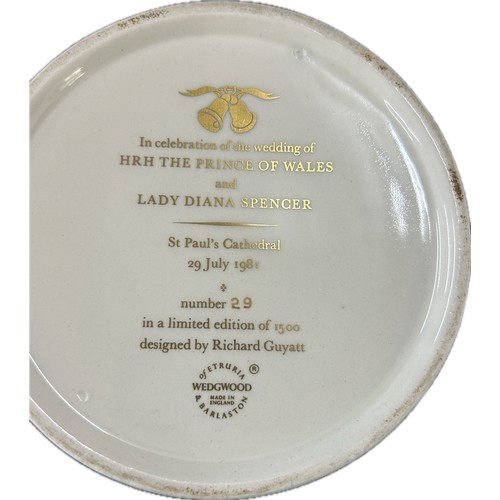 In celebration of the wedding of
HRH THE PRINCE OF WALES
and
LADY DIANA SPENCER
St Paul's Cathedral
29 July 1981
number 29
in a limited edition of 1500
designed by Richard Guyatt
of ETRURIA ®
WEDGWOOD
MADE IN
ENGLAND
& BARLASTON